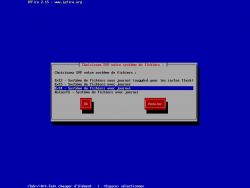 IPFire 2.15 - www.ipfire.org
Choisissez SVP votre système de fichiers :
Choisissez SVP votre système de fichiers :
Ext2 - Système de fichiers sans journal (suggéré pour les cartes flash)
Ext3 - Système de fichiers avec journal
Ext4 - Système de fichiers avec journal
ReiserFS - Système de fichiers avec journal
Ok
<Tab>/<Alt-Tab> changer d'élément | <Espace> sélectionner